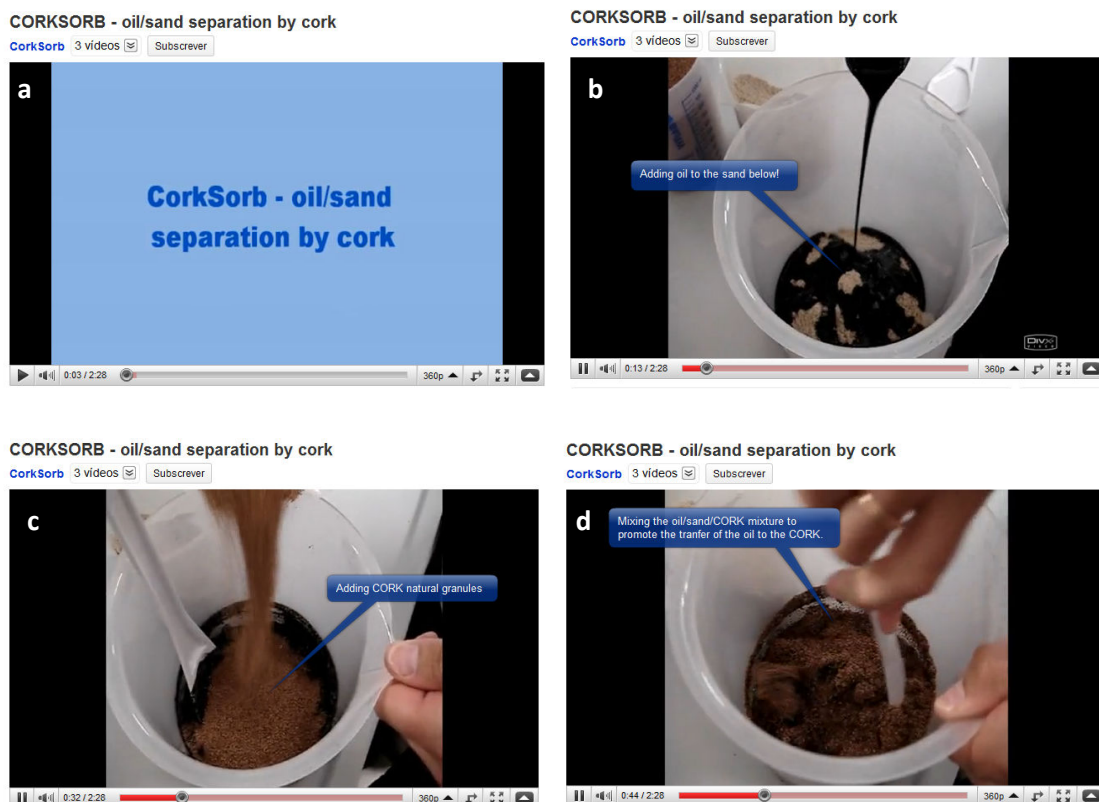 CORKSORB - oil/sand separation by cork
CorkSorb 3 vídeos Subscrever
a
CorkSorb - oil/sand
separation by cork
0:03 / 2:28 360p
CORKSORB - oil/sand separation by cork
CorkSorb 3 vídeos Subscrever
b
Adding oil to the sand below!
DivX
VIDEO
0:13 / 2:28 360p
CORKSORB - oil/sand separation by cork
CorkSorb 3 vídeos Subscrever
c
Adding CORK natural granules
0:32 / 2:28 360p
CORKSORB - oil/sand separation by cork
CorkSorb 3 vídeos Subscrever
d
Mixing the oil/sand/CORK mixture to
promote the tranfer of the oil to the CORK.
0:44 / 2:28 360p